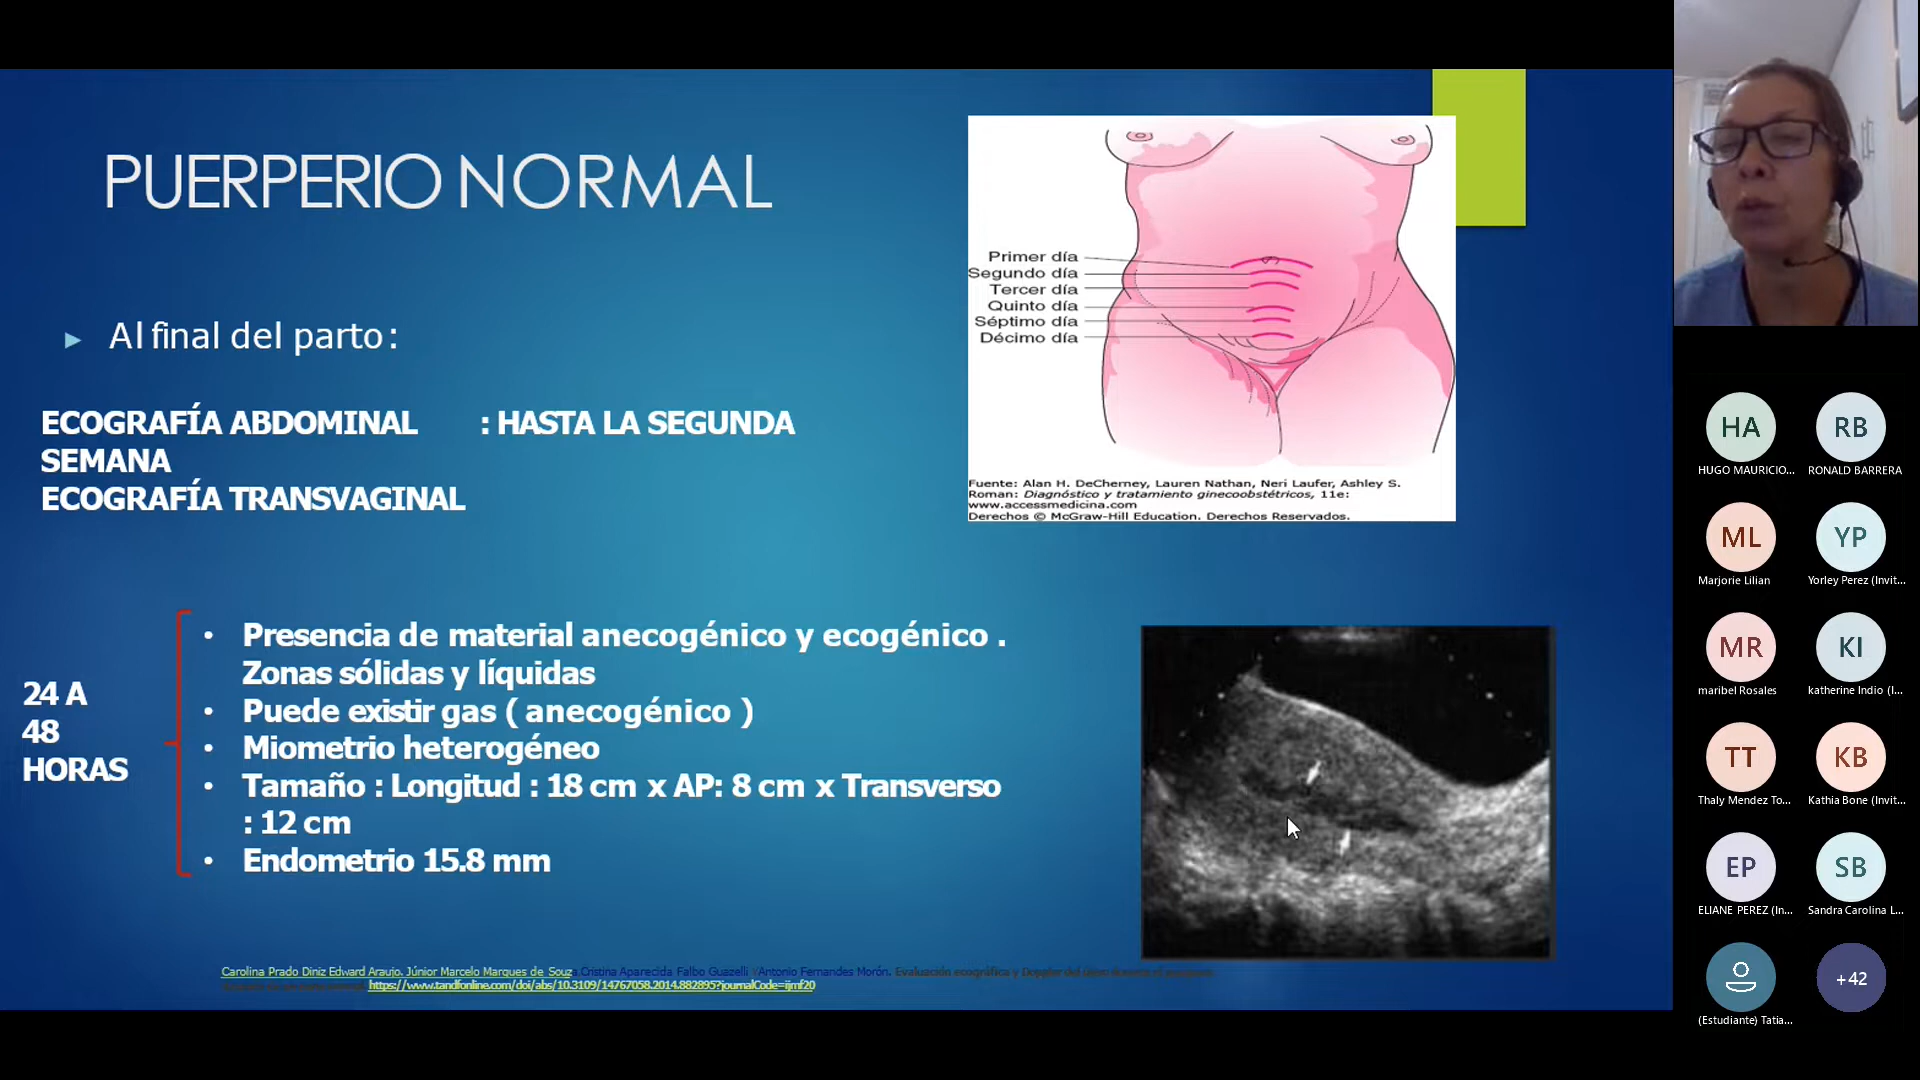 PUERPERIO NORMAL
Al final del parto :
ECOGRAFÍA ABDOMINAL : HASTA LA SEGUNDA
SEMANA
ECOGRAFÍA TRANSVAGINAL
Primer día
Segundo día
Tercer día
Quinto día
Séptimo día
Décimo día
Fuente: Alan H. DeCherney, Lauren Nathan, Neri Laufer, Ashley S.
Roman: Diagnóstico y tratamiento ginecoobstétricos, 11e:
www.accessmedicina.com
Derechos © McGraw-Hill Education. Derechos Reservados.
24 A
48
HORAS
• Presencia de material anecogénico y ecogénico .
Zonas sólidas y líquidas
• Puede existir gas ( anecogénico )
• Miometrio heterogéneo
• Tamaño : Longitud : 18 cm x AP: 8 cm x Transverso
: 12 cm
• Endometrio 15.8 mm
Carolina Prado Diniz Edward Araujo. Júnior Marcelo Marques de Souza Cristina Aparecida Falbo Guazelli Y Antonio Fernandes Morón. Evaluación ecográfica y Doppler del útero durante el
https://www.tandfonline.com/doi/abs/10.3109/14767058.2014.882895?journalCode=ijmf20
HA
RB
HUGO MAURICIO...
RONALD BARRERA
ML
YP
Marjorie Lilian
Yorley Perez (Invit...
MR
KI
maribel Rosales
katherine Indio (I...
TT
KB
Thaly Mendez To...
Kathia Bone (Invit...
EP
SB
ELIANE PEREZ (In...
Sandra Carolina L...
+42
(Estudiante) Tatia...